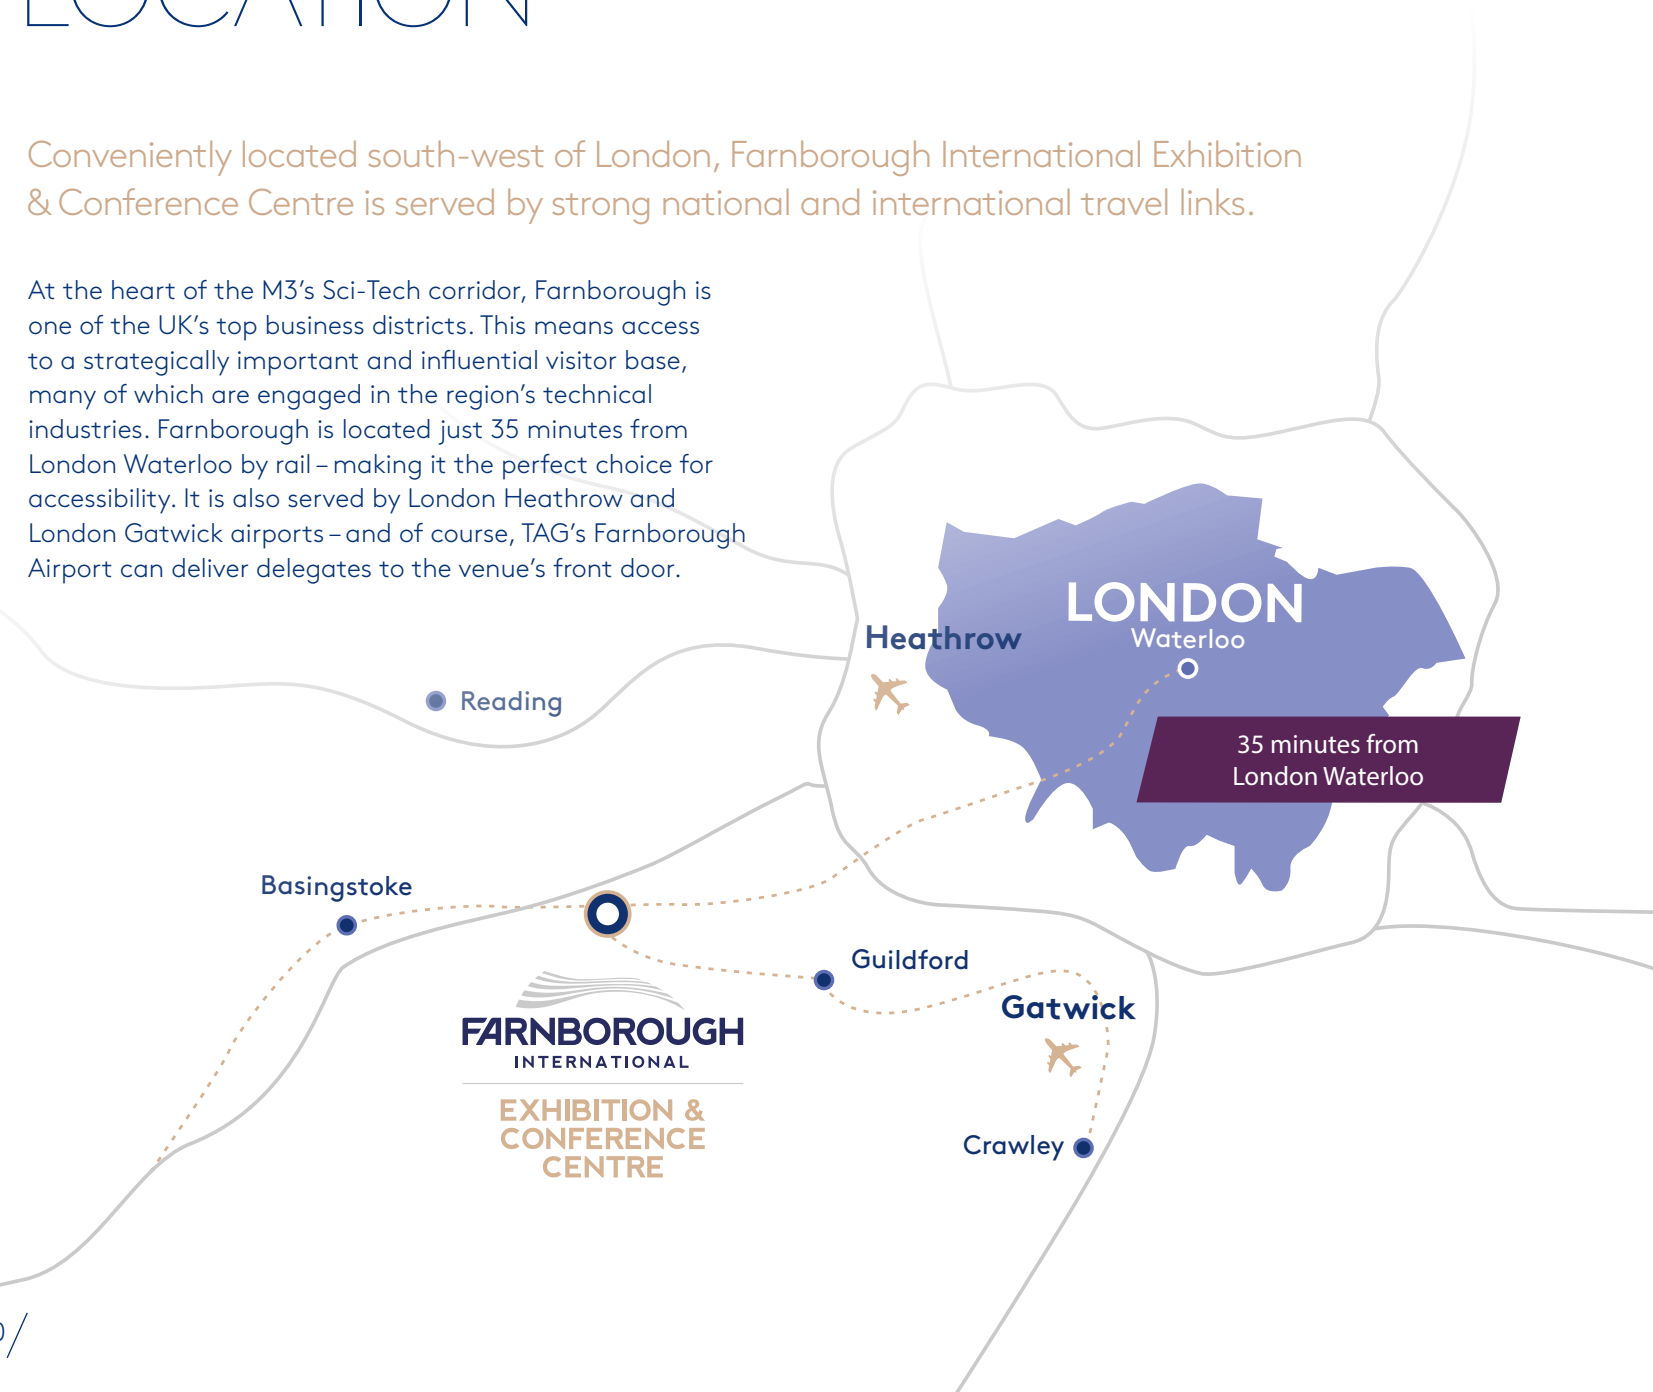 LOCATION
Conveniently located south-west of London, Farnborough International Exhibition
& Conference Centre is served by strong national and international travel links.
At the heart of the M3's Sci-Tech corridor, Farnborough is
one of the UK's top business districts. This means access
to a strategically important and influential visitor base,
many of which are engaged in the region's technical
industries. Farnborough is located just 35 minutes from
London Waterloo by rail – making it the perfect choice for
accessibility. It is also served by London Heathrow and
London Gatwick airports – and of course, TAG's Farnborough
Airport can deliver delegates to the venue's front door.
LONDON
Waterloo
Heathrow
Reading
35 minutes from
London Waterloo
Basingstoke
Guildford
Gatwick
FARNBOROUGH
INTERNATIONAL
EXHIBITION &
CONFERENCE
CENTRE
Crawley